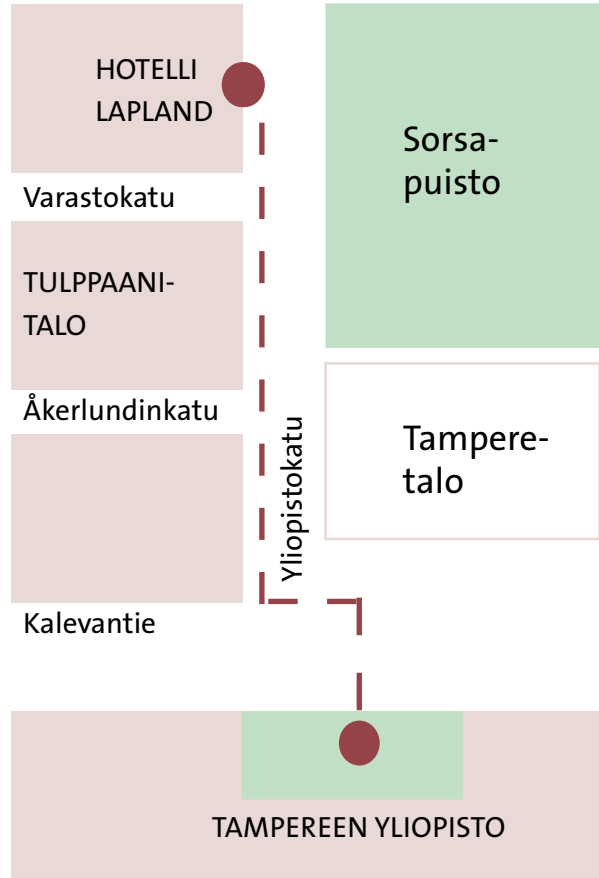 HOTELLI
LAPLAND
Sorsa-
puisto
Varastokatu
TULPPAANI-
TALO
Åkerlundinkatu
Tampere-
talo
Yliopistokatu
Kalevantie
TAMPEREEN YLIOPISTO